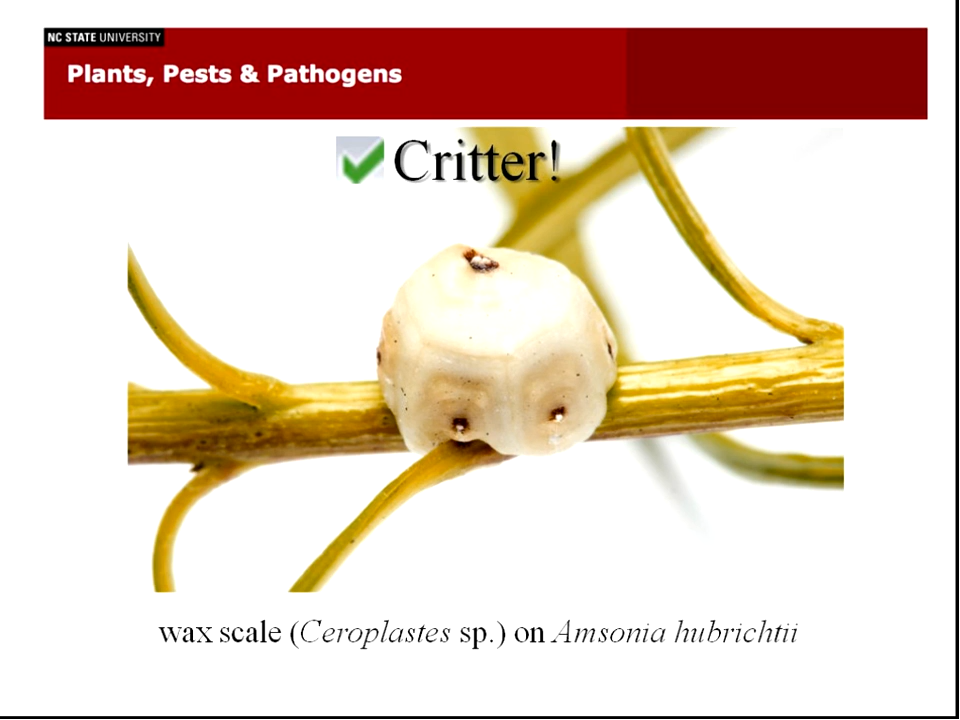 NC STATE UNIVERSITY
Plants, Pests & Pathogens
Critter!
wax scale (Ceroplastes sp.) on Amsonia hubrichtii